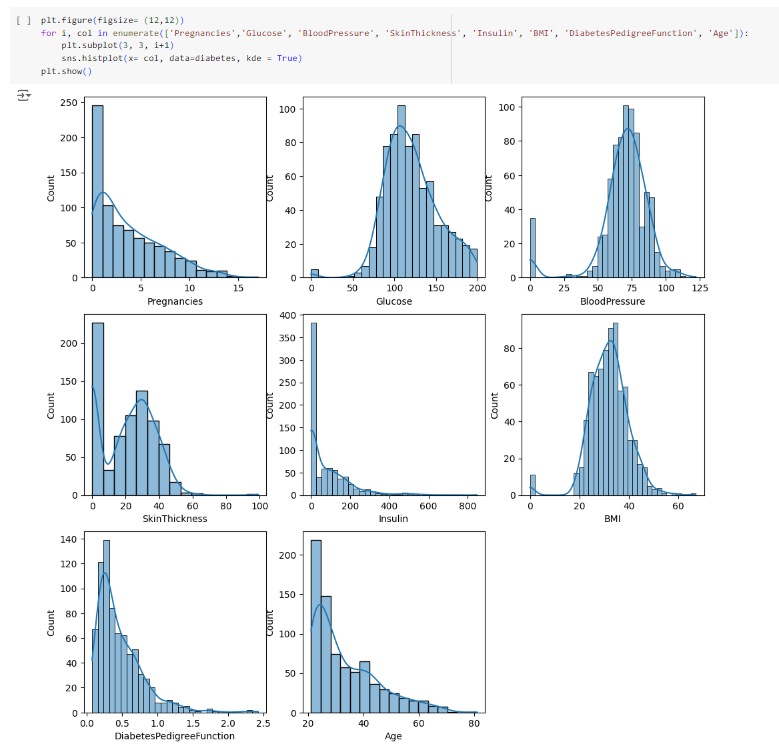 [ ] plt.figure(figsize= (12,12))
for i, col in enumerate(['Pregnancies','Glucose', 'BloodPressure', 'SkinThickness', 'Insulin', 'BMI', 'DiabetesPedigreeFunction', 'Age']):
plt.subplot(3, 3, i+1)
sns.histplot(x= col, data=diabetes, kde = True)
plt.show()
250
200
150
100
50
0
Count
0 5 10 15
Pregnancies
100
80
60
40
20
0
Count
0 50 100 150 200
Glucose
100
80
60
40
20
0
Count
0 25 50 75 100 125
BloodPressure
200
150
100
50
0
Count
0 20 40 60 80 100
SkinThickness
400
350
300
250
200
150
100
50
0
Count
0 200 400 600 800
Insulin
80
60
40
20
0
Count
0 20 40 60
BMI
140
120
100
80
60
40
20
0
Count
0.0 0.5 1.0 1.5 2.0 2.5
DiabetesPedigreeFunction
200
150
100
50
0
Count
20 40 60 80
Age